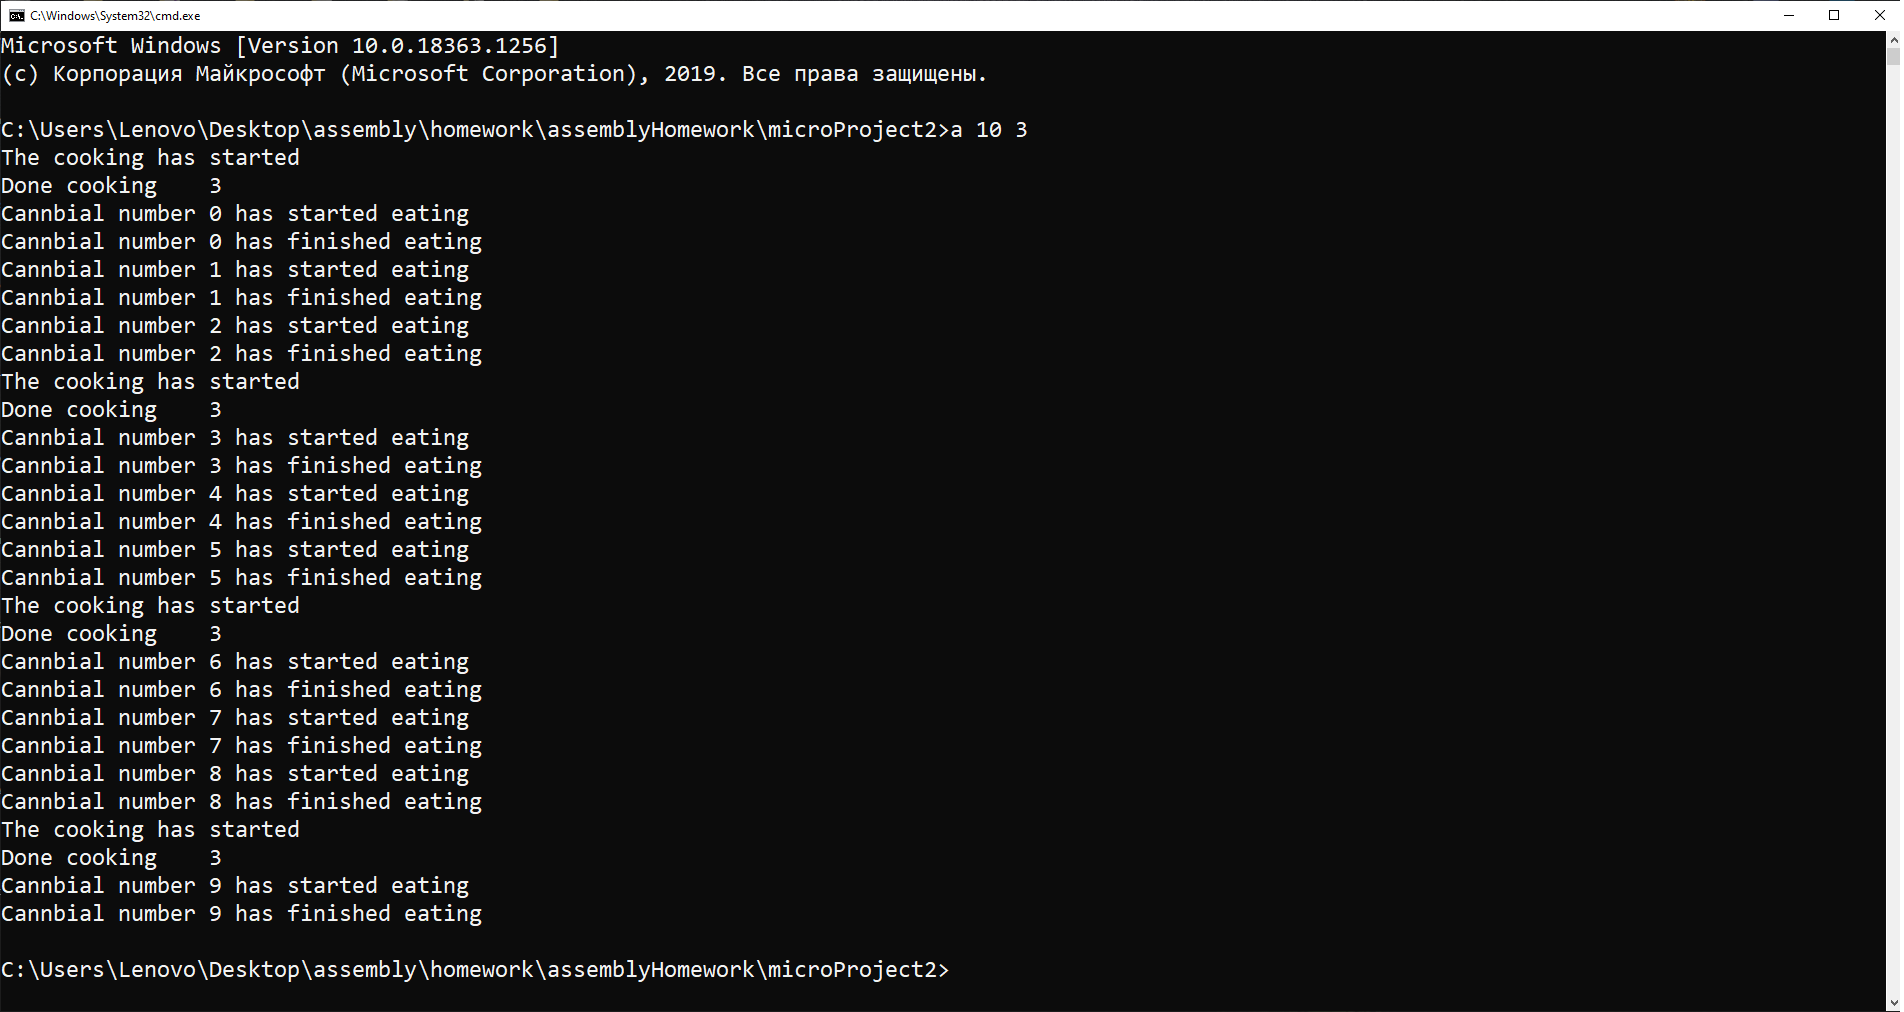 C:\Windows\System32\cmd.exe
Microsoft Windows [Version 10.0.18363.1256]
(c) Корпорация Майкрософт (Microsoft Corporation), 2019. Все права защищены.
C:\Users\Lenovo\Desktop\assembly\homework\assemblyHomework\microProject2>a 10 3
The cooking has started
Done cooking    3
Cannbial number 0 has started eating
Cannbial number 0 has finished eating
Cannbial number 1 has started eating
Cannbial number 1 has finished eating
Cannbial number 2 has started eating
Cannbial number 2 has finished eating
The cooking has started
Done cooking    3
Cannbial number 3 has started eating
Cannbial number 3 has finished eating
Cannbial number 4 has started eating
Cannbial number 4 has finished eating
Cannbial number 5 has started eating
Cannbial number 5 has finished eating
The cooking has started
Done cooking    3
Cannbial number 6 has started eating
Cannbial number 6 has finished eating
Cannbial number 7 has started eating
Cannbial number 7 has finished eating
Cannbial number 8 has started eating
Cannbial number 8 has finished eating
The cooking has started
Done cooking    3
Cannbial number 9 has started eating
Cannbial number 9 has finished eating
C:\Users\Lenovo\Desktop\assembly\homework\assemblyHomework\microProject2>